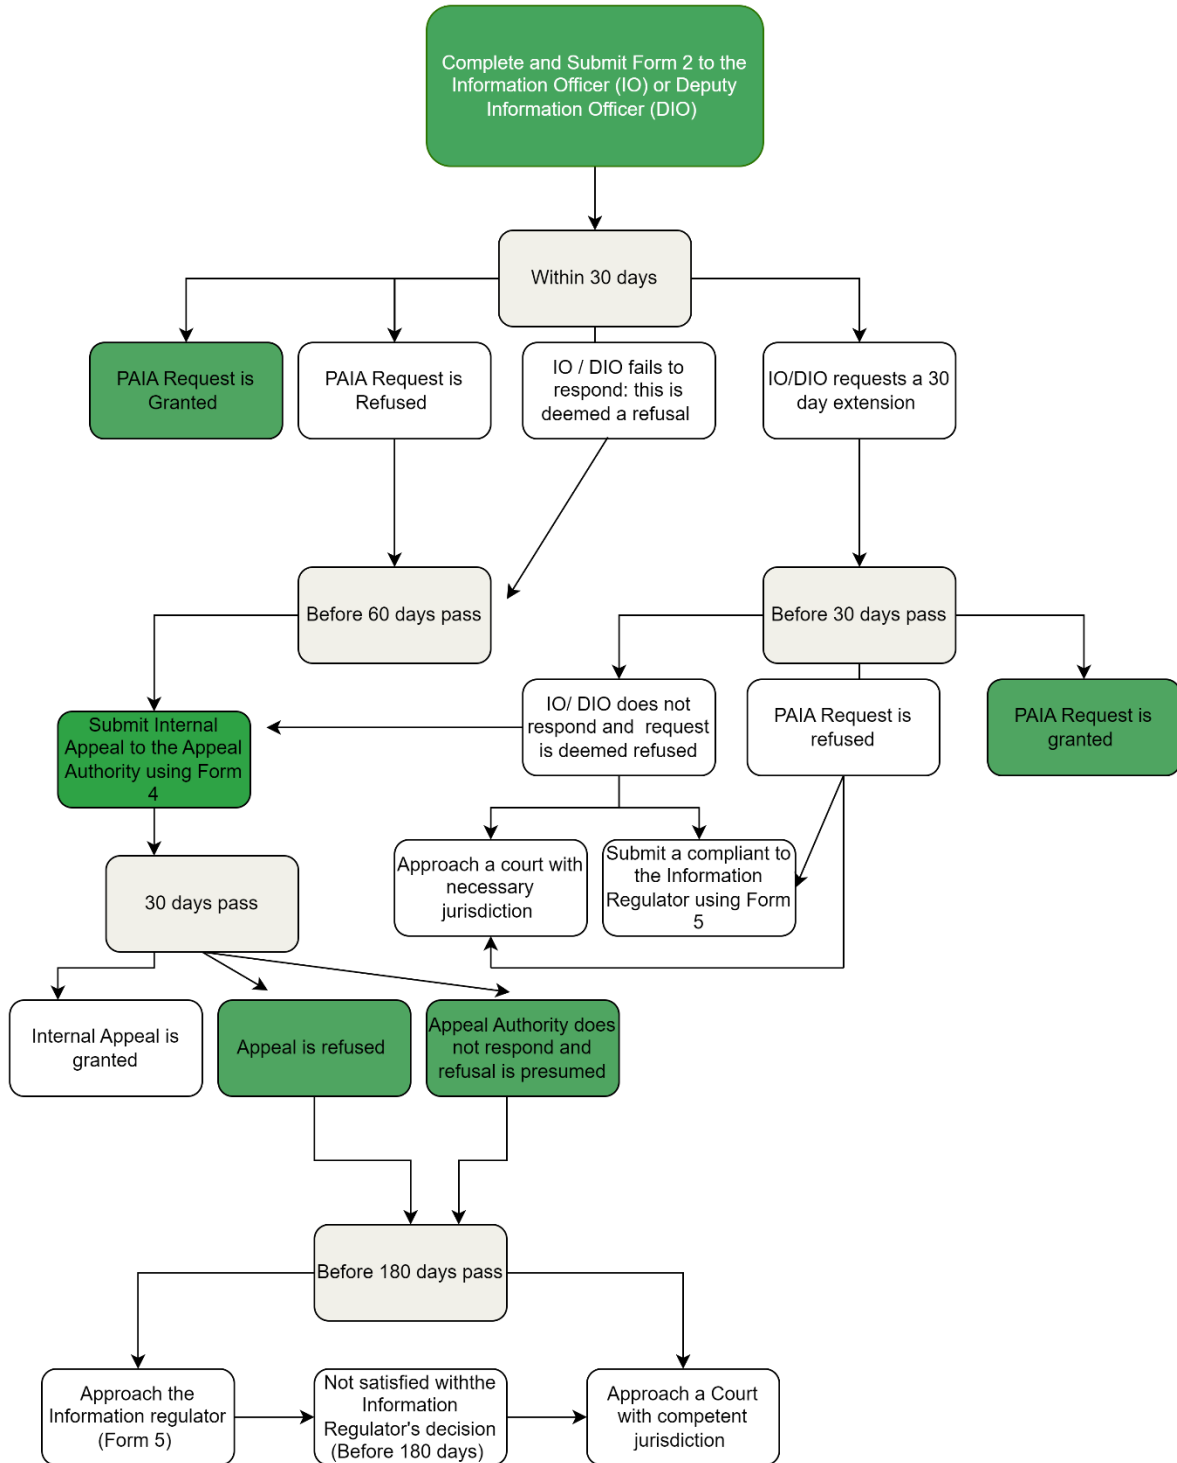 Complete and Submit Form 2 to the
Information Officer (IO) or Deputy
Information Officer (DIO)
Within 30 days
PAIA Request is
Granted
PAIA Request is
Refused
IO / DIO fails to
respond: this is
deemed a refusal
IO/DIO requests a 30
day extension
Before 60 days pass
Before 30 days pass
Submit Internal
Appeal to the Appeal
Authority using Form
4
IO/ DIO does not
respond and request
is deemed refused
PAIA Request is
refused
PAIA Request is
granted
30 days pass
Approach a court with
necessary
jurisdiction
Submit a compliant to
the Information
Regulator using Form
5
Internal Appeal is
granted
Appeal is refused
Appeal Authority does
not respond and
refusal is presumed
Before 180 days pass
Approach the
Information regulator
(Form 5)
Not satisfied withthe
Information
Regulator's decision
(Before 180 days)
Approach a Court
with competent
jurisdiction